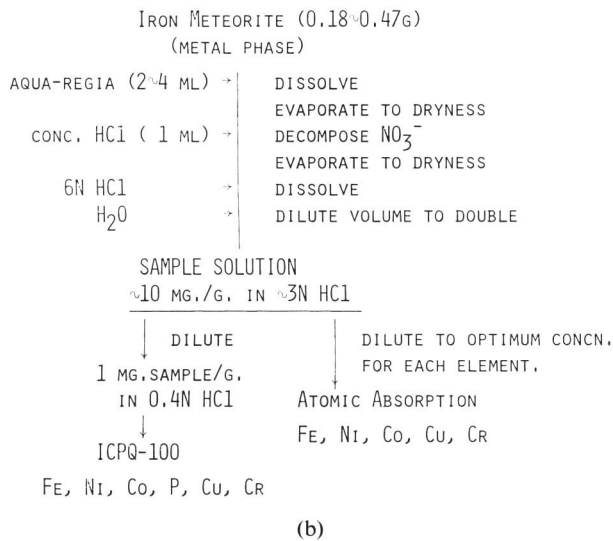 IRON METEORITE (0.18~0.47G)
(METAL PHASE)
AQUA-REGIA (2~4 ML) → DISSOLVE
EVAPORATE TO DRYNESS
CONC. HCl ( 1 ML) → DECOMPOSE NO3⁻
EVAPORATE TO DRYNESS
6N HCl → DISSOLVE
H2O → DILUTE VOLUME TO DOUBLE
SAMPLE SOLUTION
~10 MG./G. IN ~3N HCl
DILUTE
1 MG.SAMPLE/G.
IN 0.4N HCl
ICPQ-100
FE, NI, CO, P, CU, CR
DILUTE TO OPTIMUM CONCN.
FOR EACH ELEMENT.
ATOMIC ABSORPTION
FE, NI, CO, CU, CR
(b)